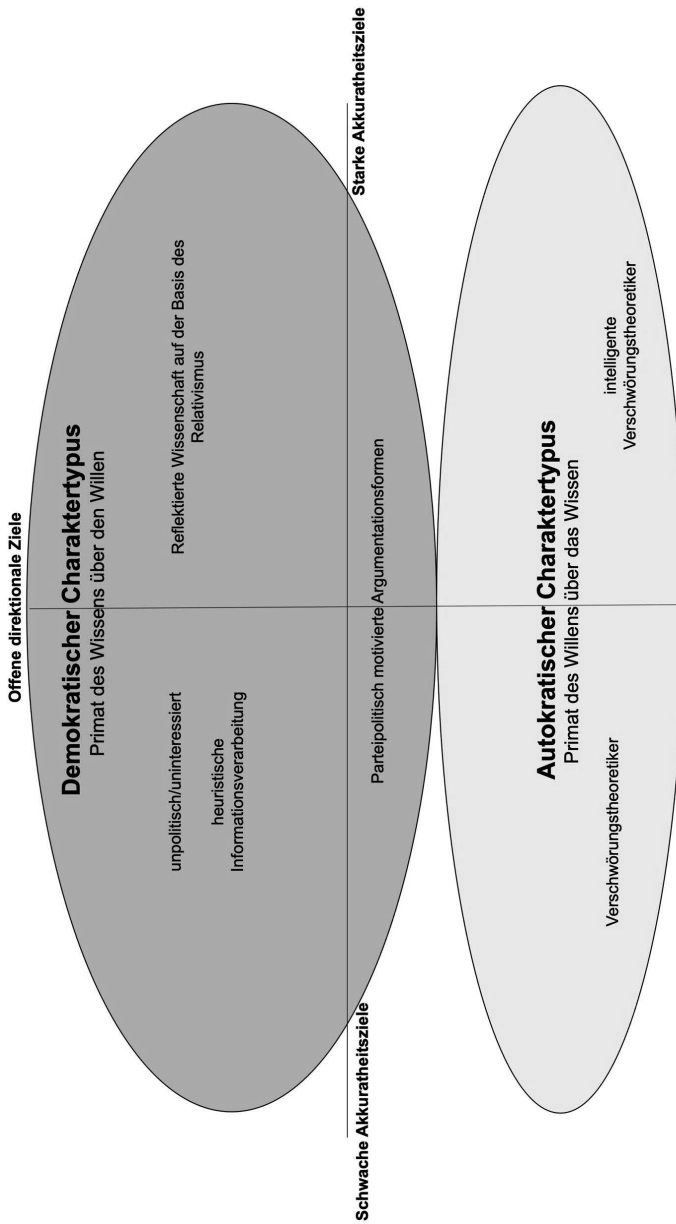 Offene direktionale Ziele
Demokratischer Charaktertypus
Primat des Wissens über den Willen
unpolitisch/uninteressiert
heuristische
Informationsverarbeitung
Reflektierte Wissenschaft auf der Basis des
Relativismus
Schwache Akkuratheitsziele
Starke Akkuratheitsziele
Parteipolitisch motivierte Argumentationsformen
Autokratischer Charaktertypus
Primat des Willens über das Wissen
Verschwörungstheoretiker
intelligente
Verschwörungstheoretiker